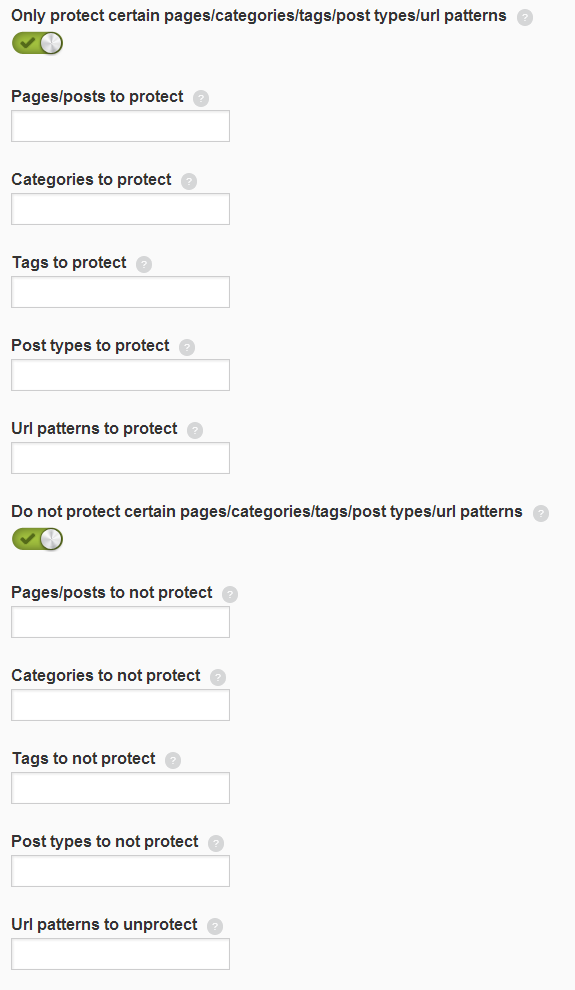 Only protect certain pages/categories/tags/post types/url patterns ?
Pages/posts to protect ?
Categories to protect ?
Tags to protect ?
Post types to protect ?
Url patterns to protect ?
Do not protect certain pages/categories/tags/post types/url patterns ?
Pages/posts to not protect ?
Categories to not protect ?
Tags to not protect ?
Post types to not protect ?
Url patterns to unprotect ?